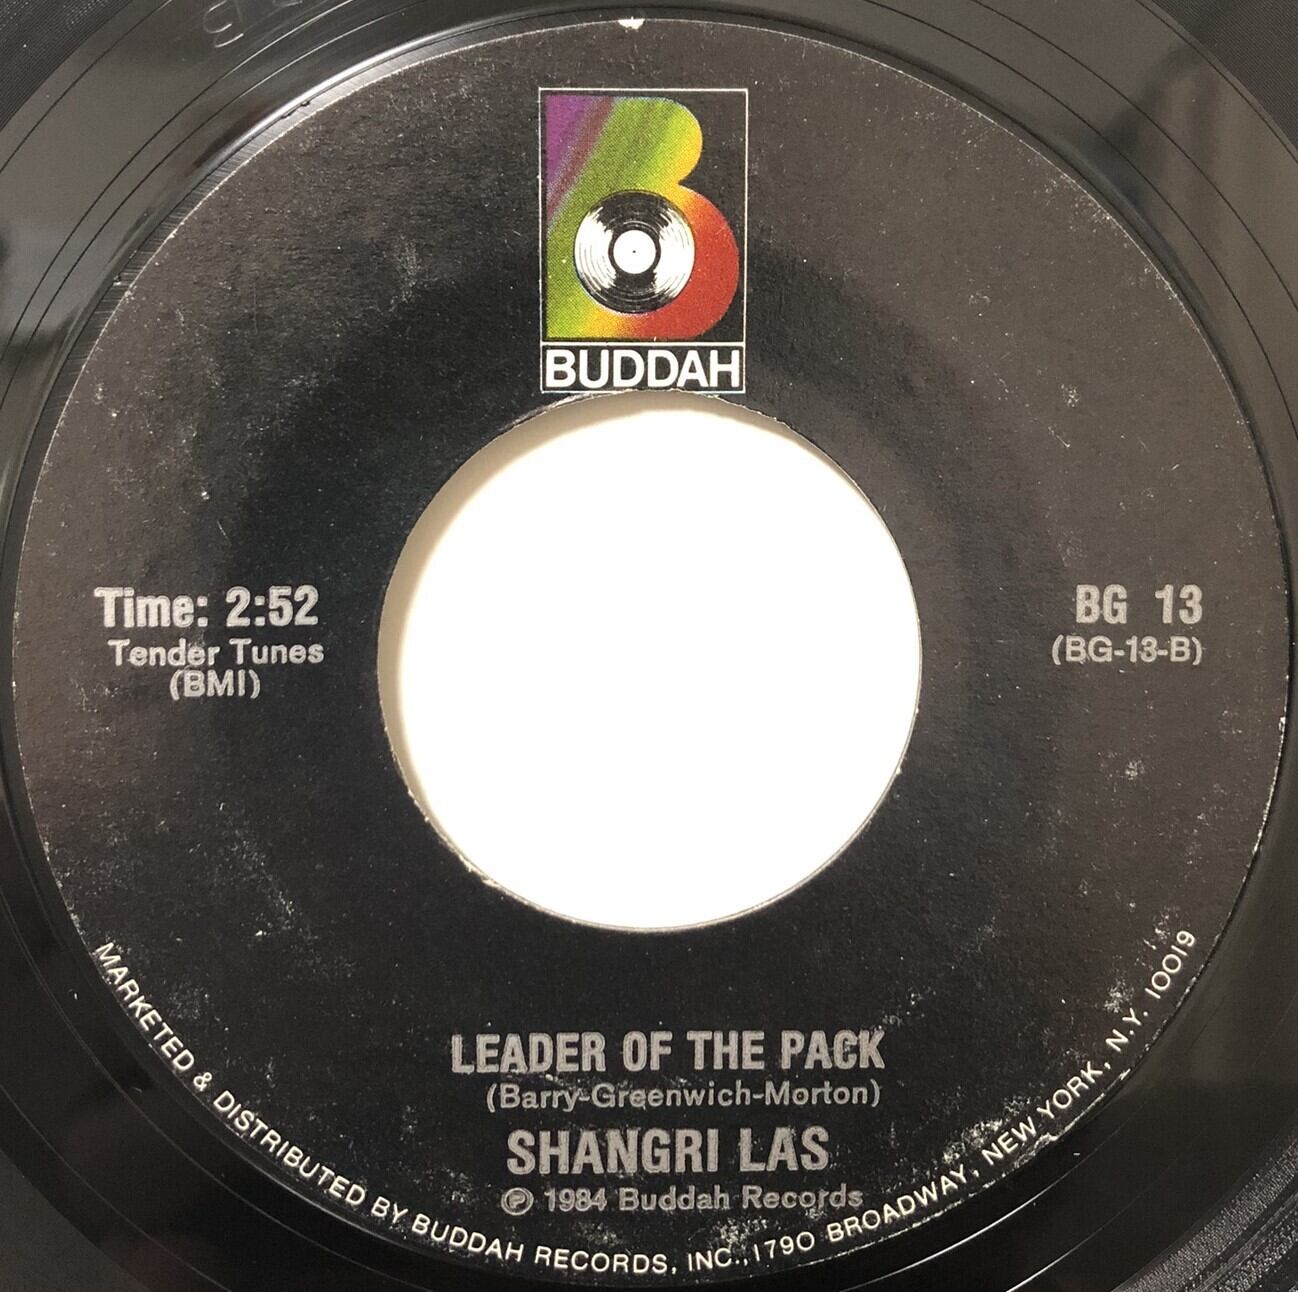 BUDDAH
Time: 2:52
Tender Tunes
(BMI)
BG 13
(BG-13-B)
LEADER OF THE PACK
(Barry-Greenwich-Morton)
SHANGRI LAS
℗ 1984 Buddah Records
MARKETED & DISTRIBUTED BY BUDDAH RECORDS, INC., 1790 BROADWAY, NEW YORK, N.Y. 10019